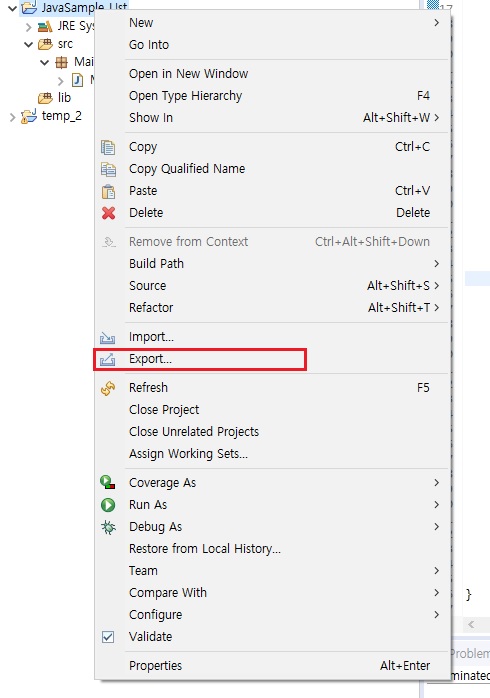 JavaSample_List
JRE Sys
src
Mai
M
lib
temp_2
New
Go Into
Open in New Window
Open Type Hierarchy F4
Show In Alt+Shift+W
Copy Ctrl+C
Copy Qualified Name
Paste Ctrl+V
Delete Delete
Remove from Context Ctrl+Alt+Shift+Down
Build Path
Source Alt+Shift+S
Refactor Alt+Shift+T
Import...
Export...
Refresh F5
Close Project
Close Unrelated Projects
Assign Working Sets...
Coverage As
Run As
Debug As
Restore from Local History...
Team
Compare With
Configure
Validate
Properties Alt+Enter
17
}
Problem
minated